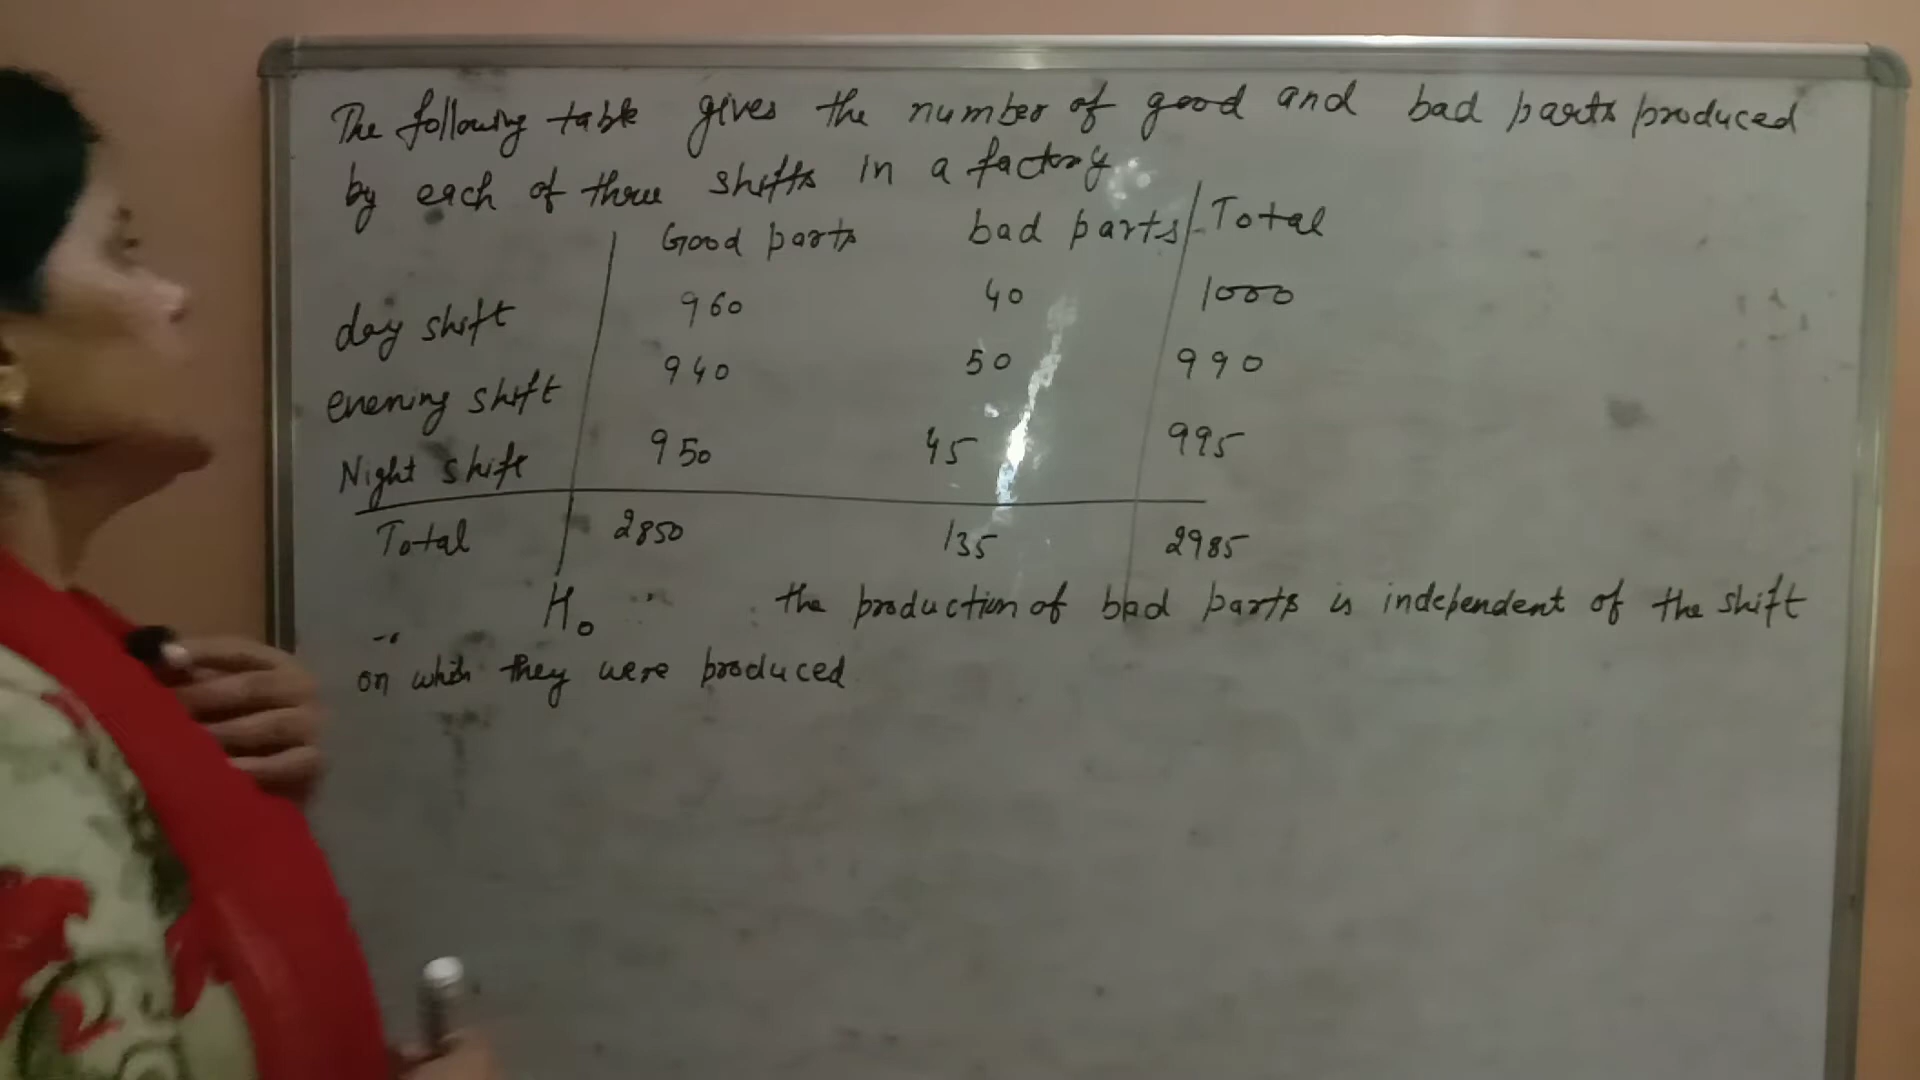 The following table gives the number of good and bad parts produced
by each of three shifts in a factory.
Good parts bad parts Total
day shift 960 40 1000
evening shift 940 50 990
Night shift 950 45 995
Total 2850 135 2985
H0 the production of bad parts is independent of the shift
on which they were produced